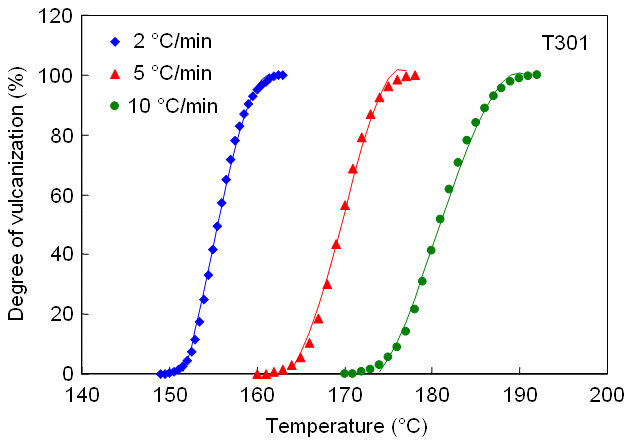 120
100
80
60
40
20
0
Degree of vulcanization (%)
2 °C/min
5 °C/min
10 °C/min
T301
140 150 160 170 180 190 200
Temperature (°C)